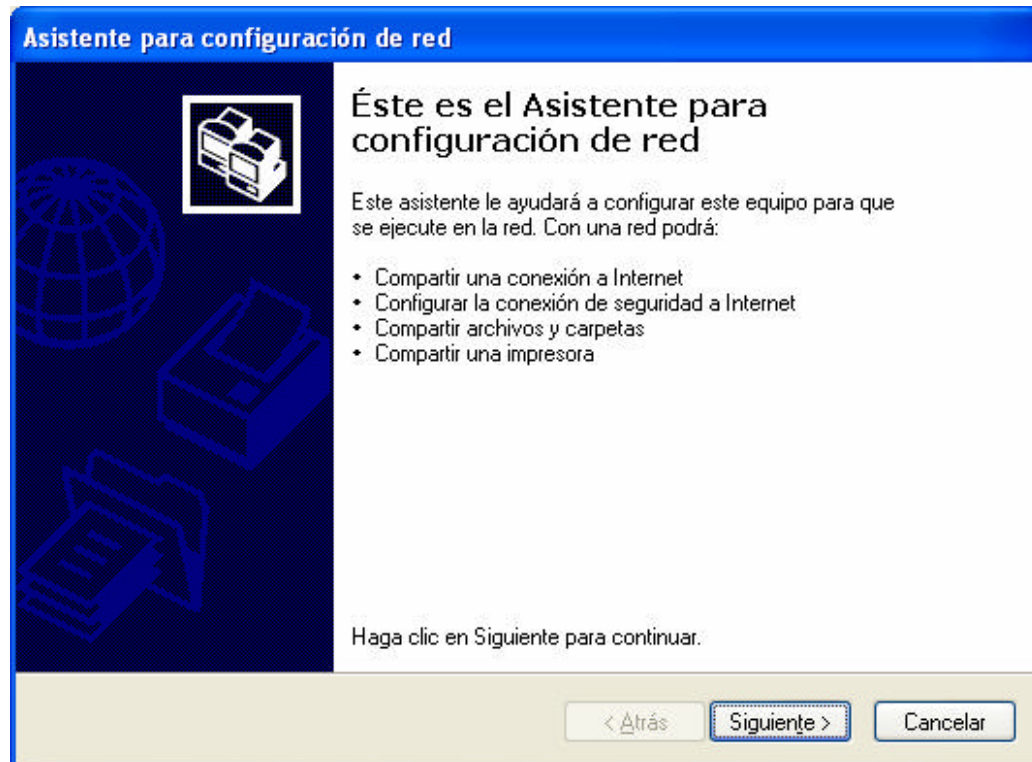 Asistente para configuración de red
Éste es el Asistente para
configuración de red
Este asistente le ayudará a configurar este equipo para que
se ejecute en la red. Con una red podrá:
• Compartir una conexión a Internet
• Configurar la conexión de seguridad a Internet
• Compartir archivos y carpetas
• Compartir una impresora
Haga clic en Siguiente para continuar.
< Atrás Siguiente > Cancelar